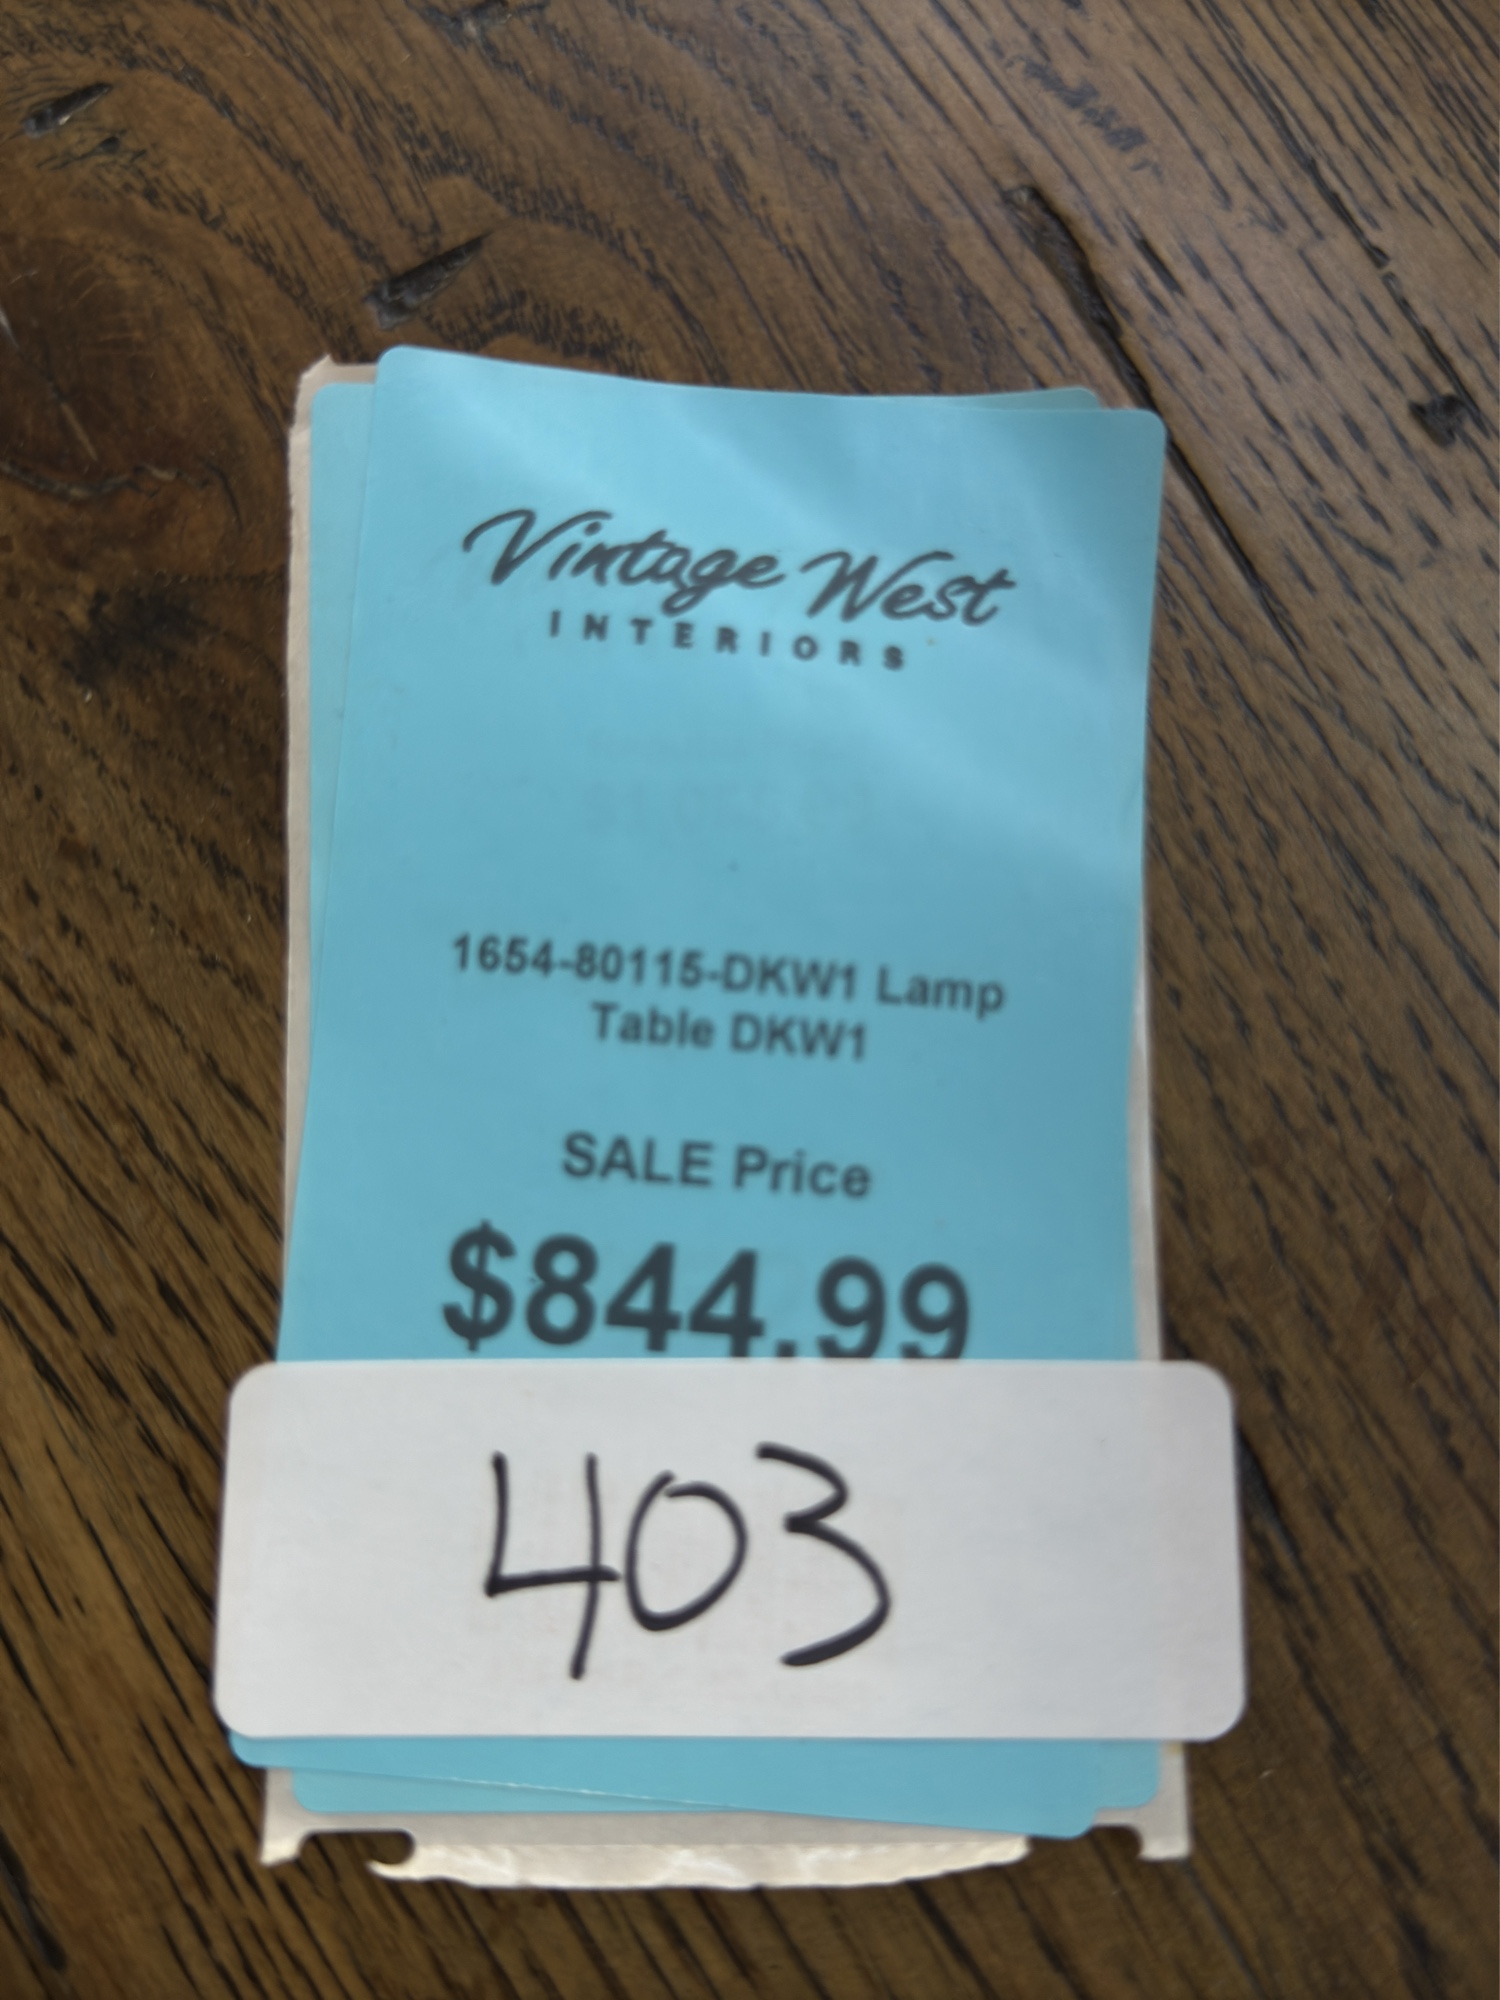 Vintage West
INTERIORS
1654-80115-DKW1 Lamp
Table DKW1
SALE Price
$844.99
403